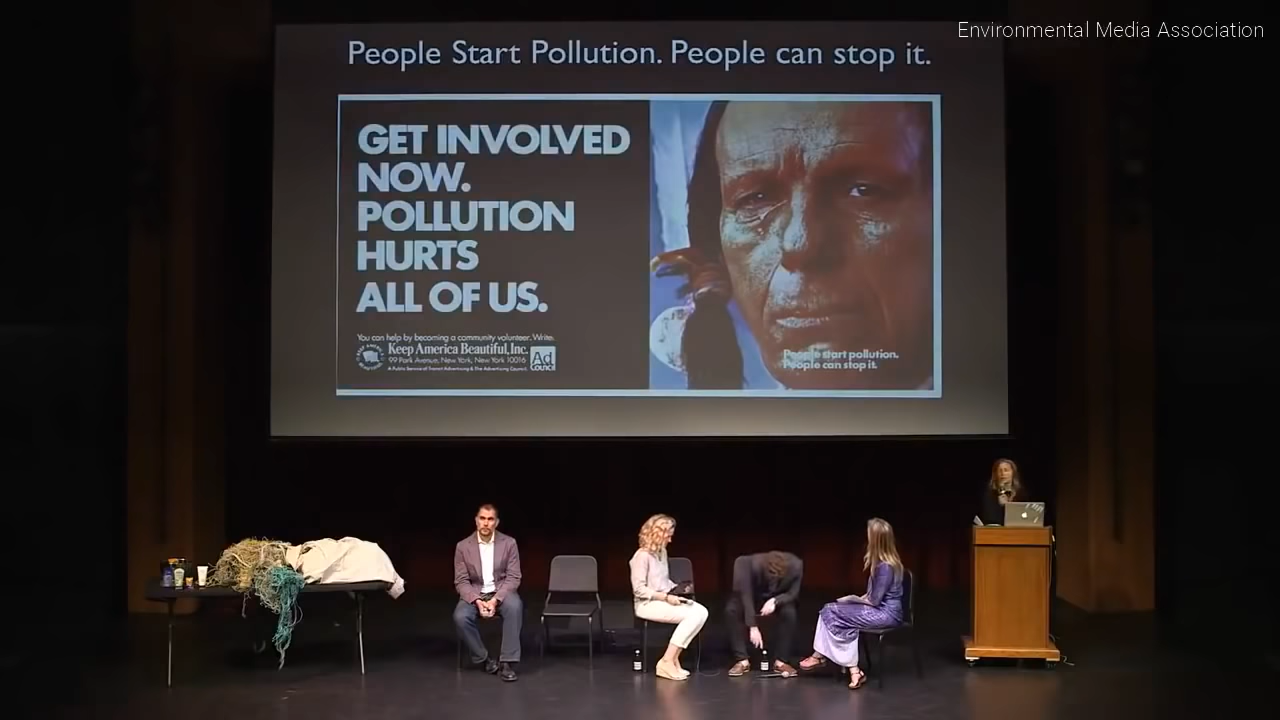 Environmental Media Association
People Start Pollution. People can stop it.
GET INVOLVED
NOW.
POLLUTION
HURTS
ALL OF US.
You can help by becoming a community volunteer. Write:
Keep America Beautiful, Inc.
99 Park Avenue, New York, New York 10016
A Public Service of Transit Advertising & The Advertising Council
Ad
Council
People start pollution.
People can stop it.